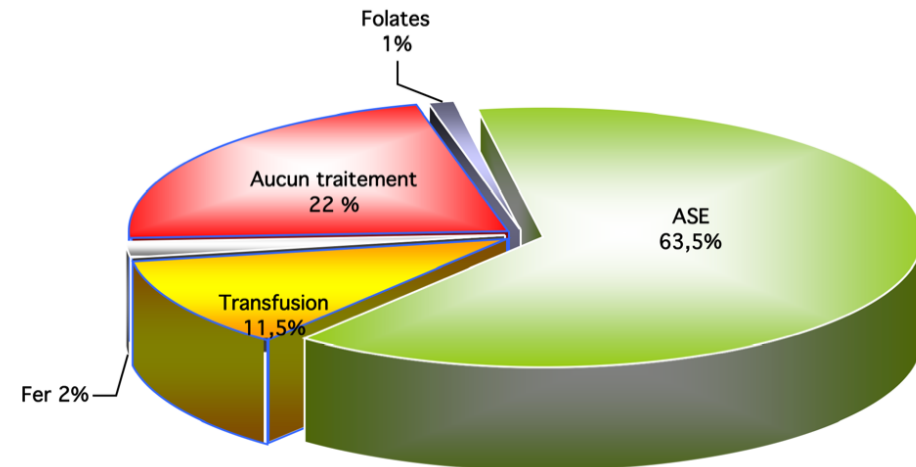 Folates
1%
Aucun traitement
22 %
ASE
63,5%
Transfusion
11,5%
Fer 2%